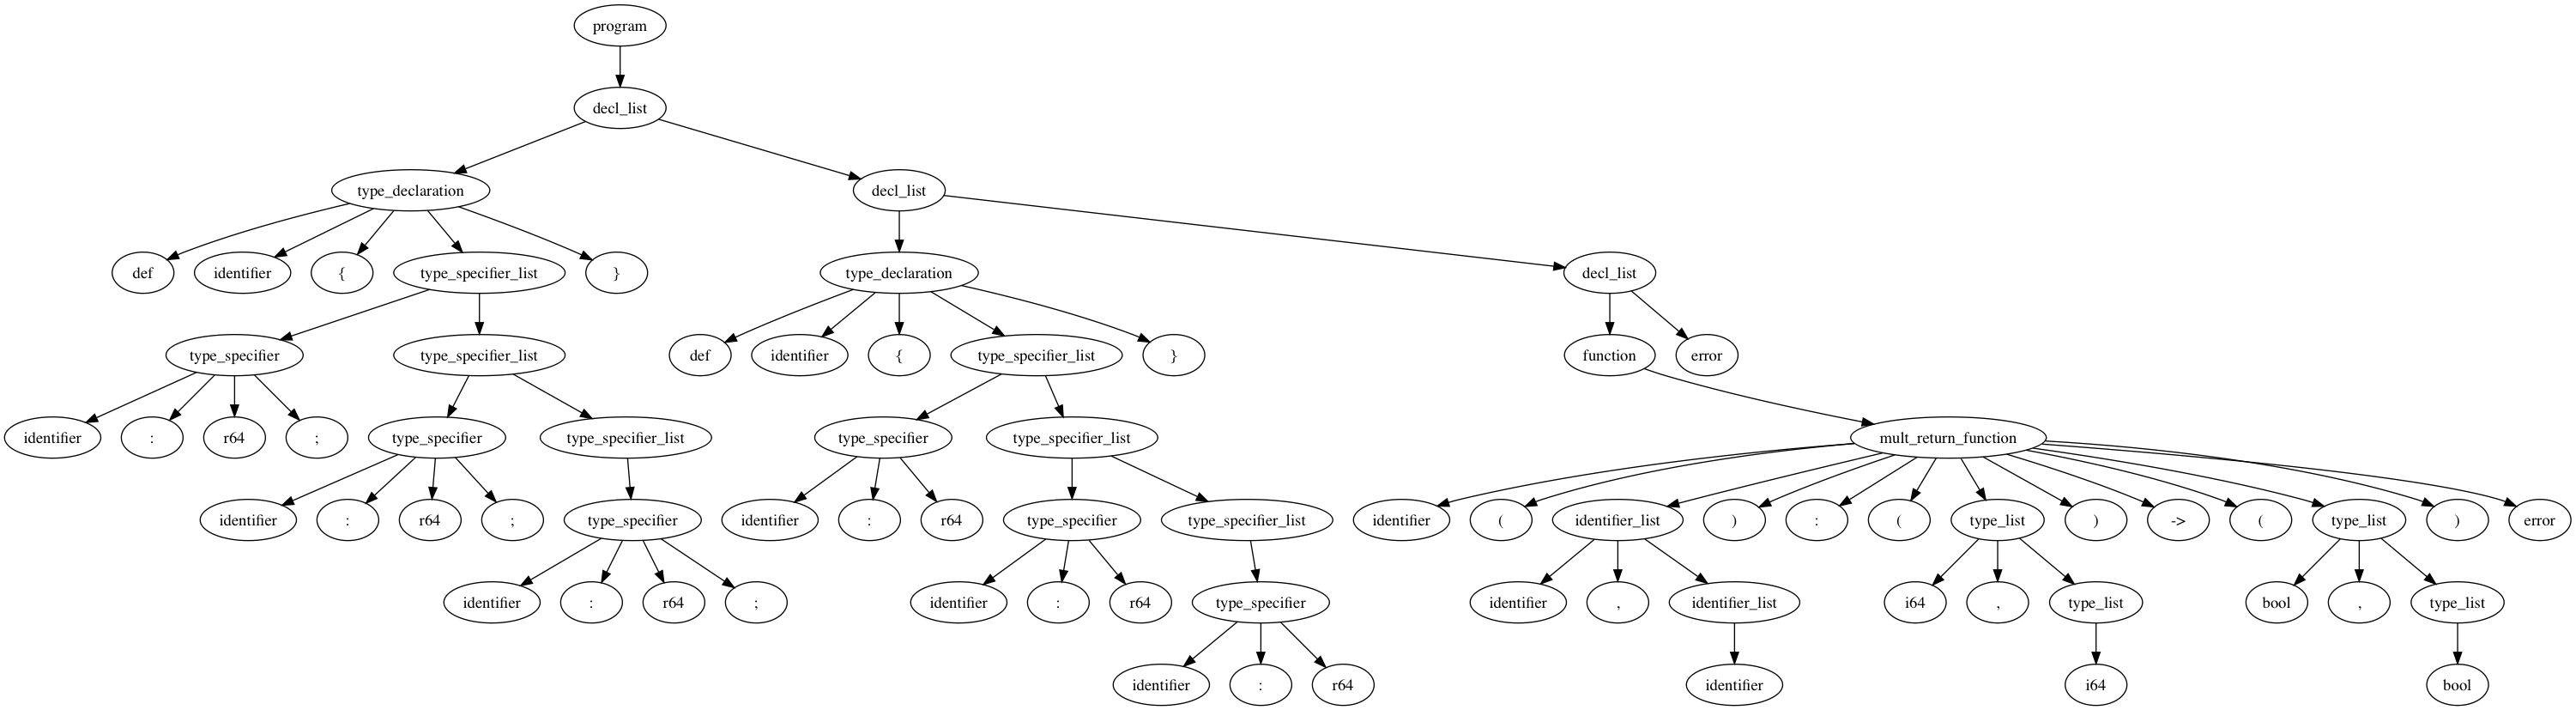 program
decl_list
type_declaration decl_list
def identifier { type_specifier_list } type_declaration decl_list
type_specifier type_specifier_list def identifier { type_specifier_list } function error
identifier : r64 ; type_specifier type_specifier_list type_specifier type_specifier_list mult_return_function
identifier : r64 ; type_specifier identifier : r64 type_specifier type_specifier_list identifier ( identifier_list ) : ( type_list ) -> ( type_list ) error
identifier : r64 ; identifier : r64 type_specifier identifier , identifier_list i64 , type_list bool , type_list
identifier : r64 identifier i64 bool